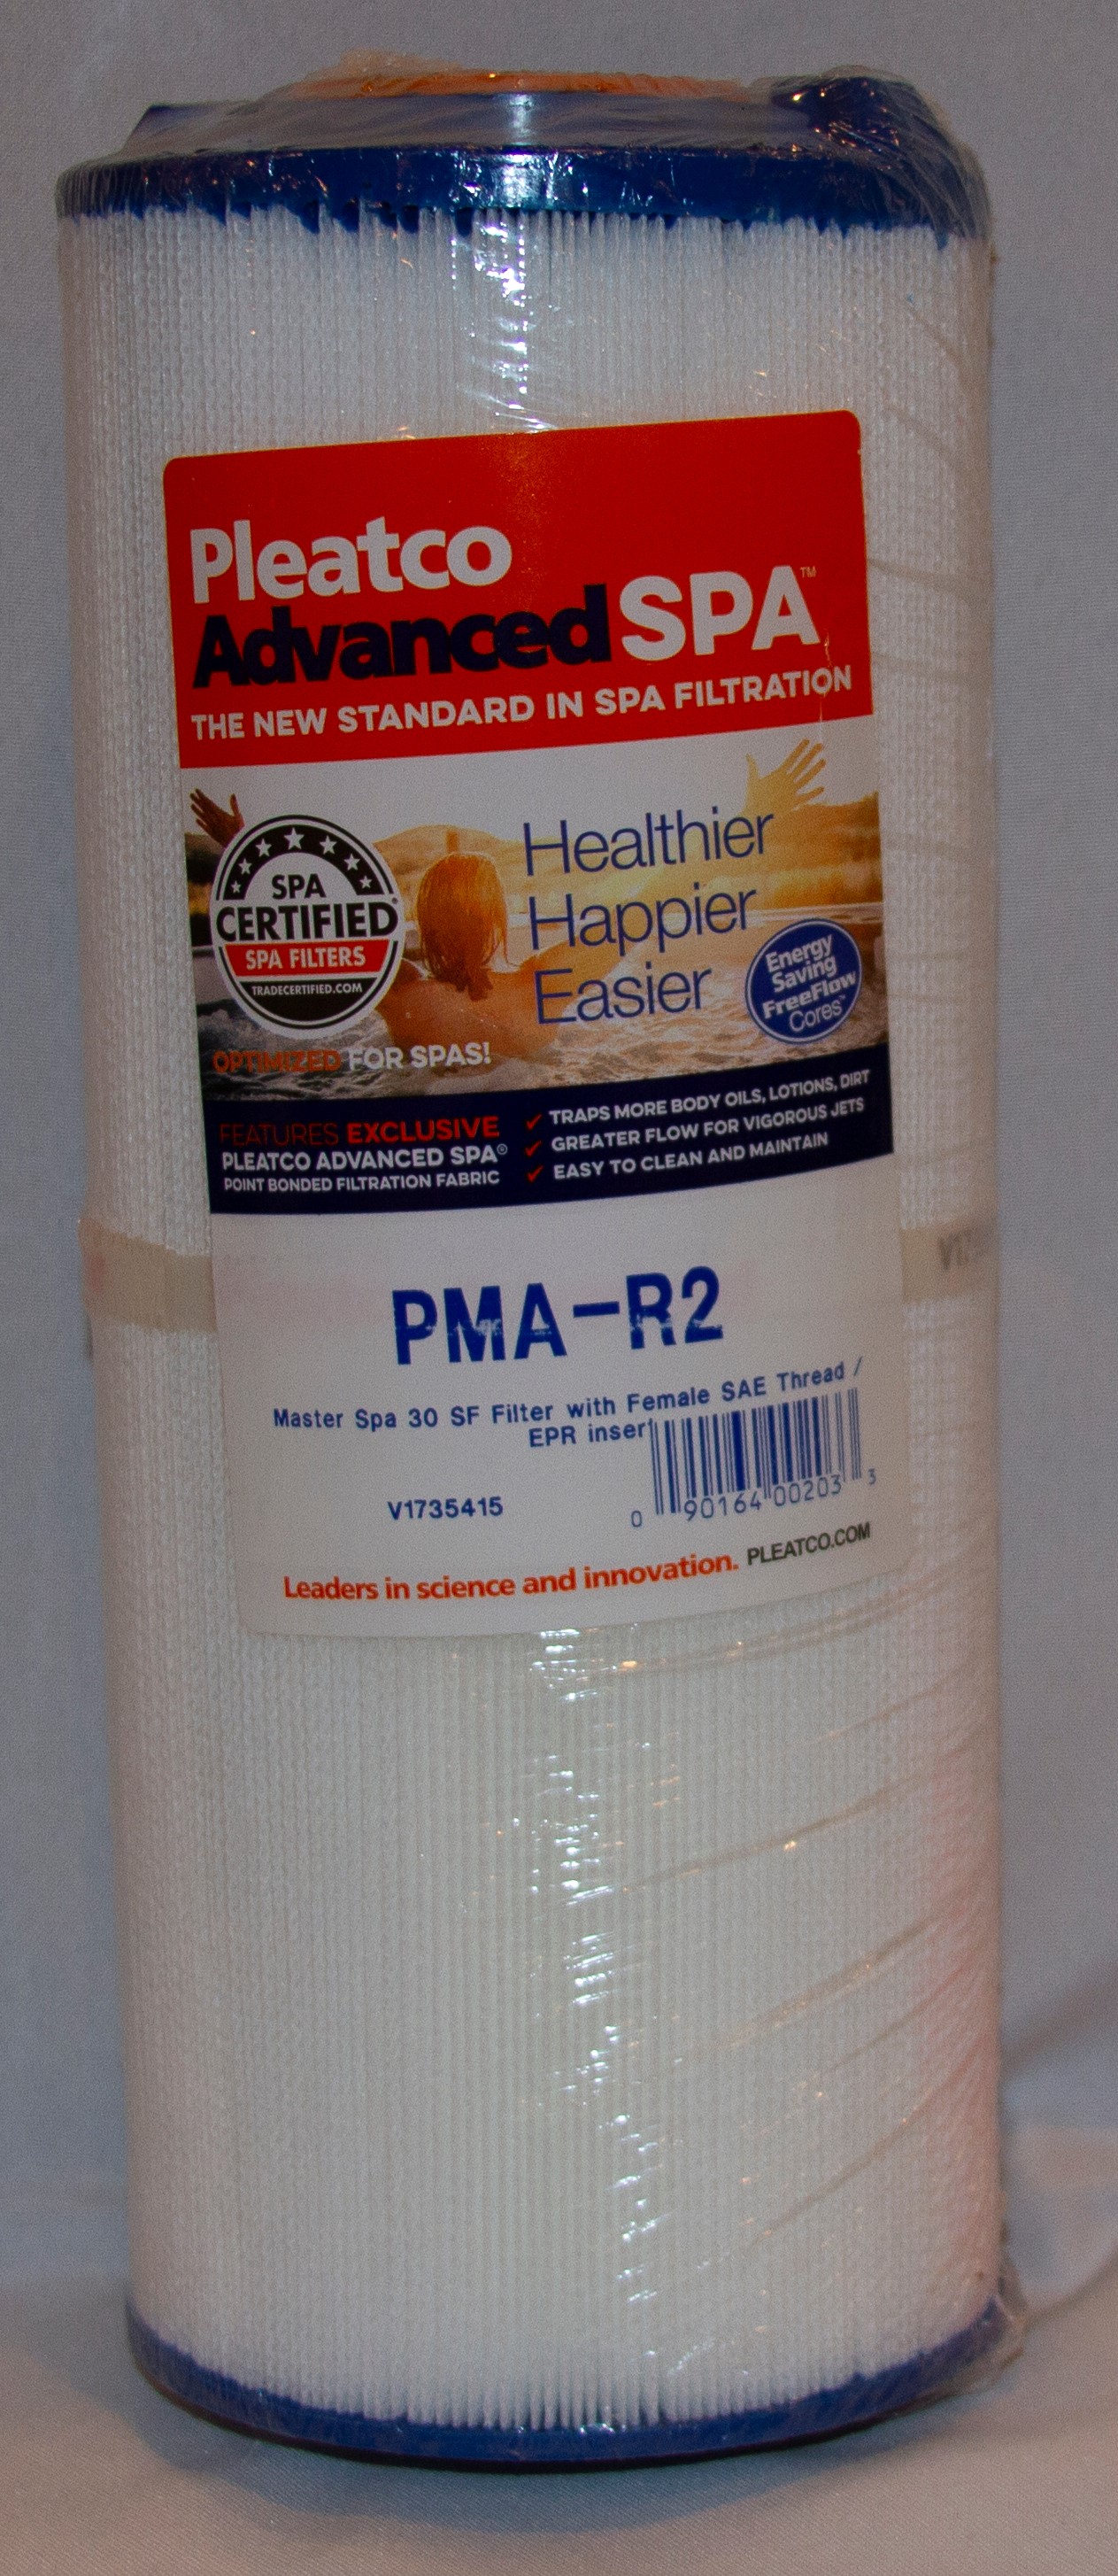 Pleatco
Advanced SPA™
THE NEW STANDARD IN SPA FILTRATION
SPA
CERTIFIED®
SPA FILTERS
TRADECERTIFIED.COM
Healthier
Happier
Easier
Energy
Saving
FreeFlow
Cores™
OPTIMIZED FOR SPAS!
FEATURES EXCLUSIVE
PLEATCO ADVANCED SPA®
POINT BONDED FILTRATION FABRIC
✓ TRAPS MORE BODY OILS, LOTIONS, DIRT
✓ GREATER FLOW FOR VIGOROUS JETS
✓ EASY TO CLEAN AND MAINTAIN
PMA-R2
Master Spa 30 SF Filter with Female SAE Thread /
EPR insert
V1735415
0 90164 00203 3
Leaders in science and innovation. PLEATCO.COM